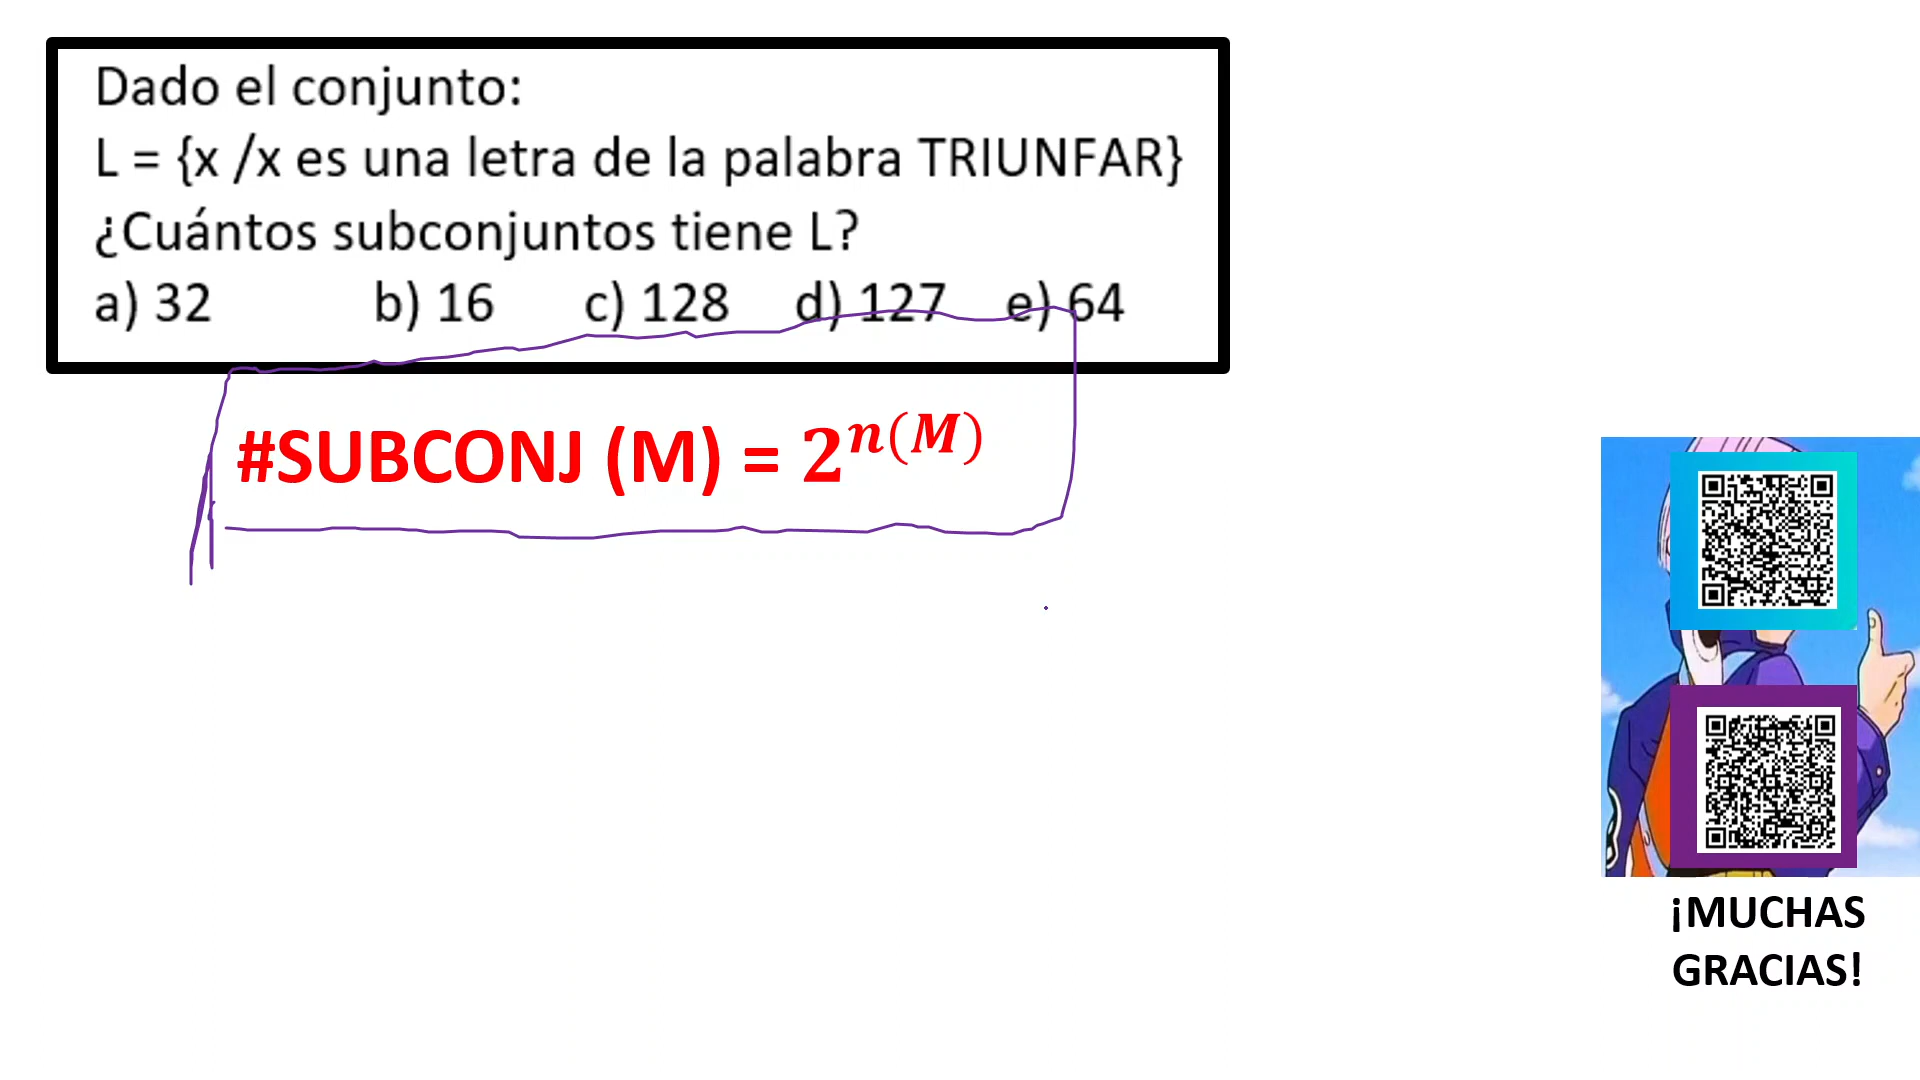 Dado el conjunto:
L = {x /x es una letra de la palabra TRIUNFAR}
¿Cuántos subconjuntos tiene L?
a) 32 b) 16 c) 128 d) 127 e) 64
#SUBCONJ (M) = 2^{n(M)}
¡MUCHAS
GRACIAS!